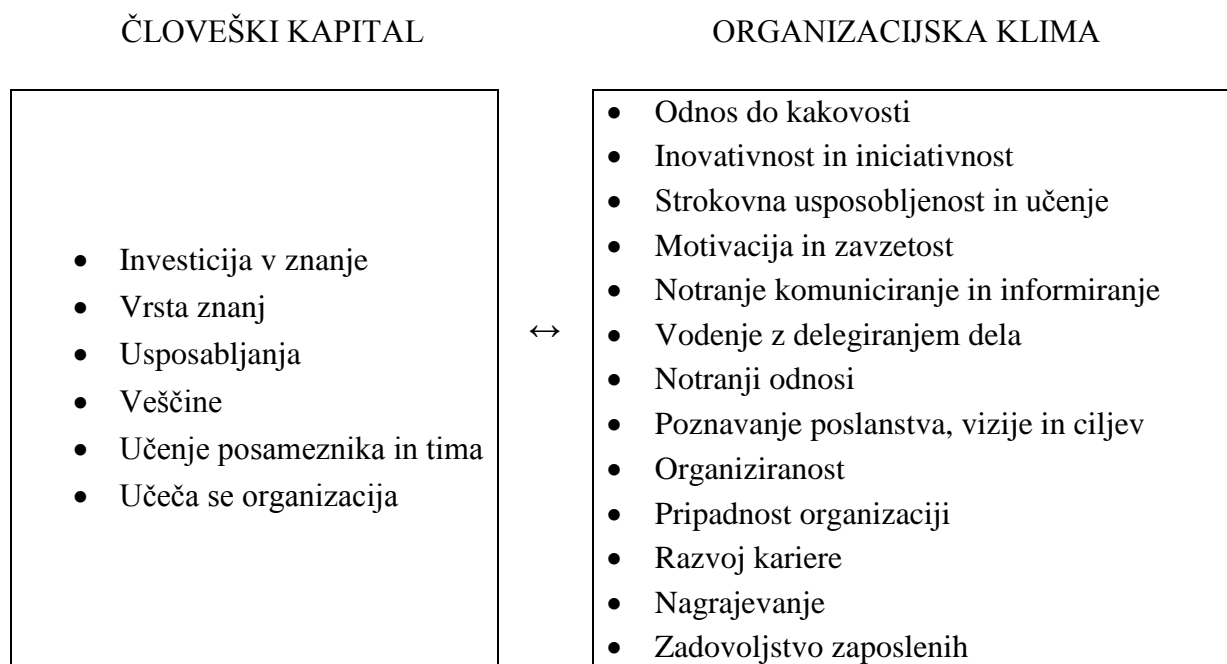 ČLOVEŠKI KAPITAL
ORGANIZACIJSKA KLIMA
• Investicija v znanje
• Vrsta znanj
• Usposabljanja
• Veščine
• Učenje posameznika in tima
• Učeča se organizacija
↔
• Odnos do kakovosti
• Inovativnost in iniciativnost
• Strokovna usposobljenost in učenje
• Motivacija in zavzetost
• Notranje komuniciranje in informiranje
• Vodenje z delegiranjem dela
• Notranji odnosi
• Poznavanje poslanstva, vizije in ciljev
• Organiziranost
• Pripadnost organizaciji
• Razvoj kariere
• Nagrajevanje
• Zadovoljstvo zaposlenih